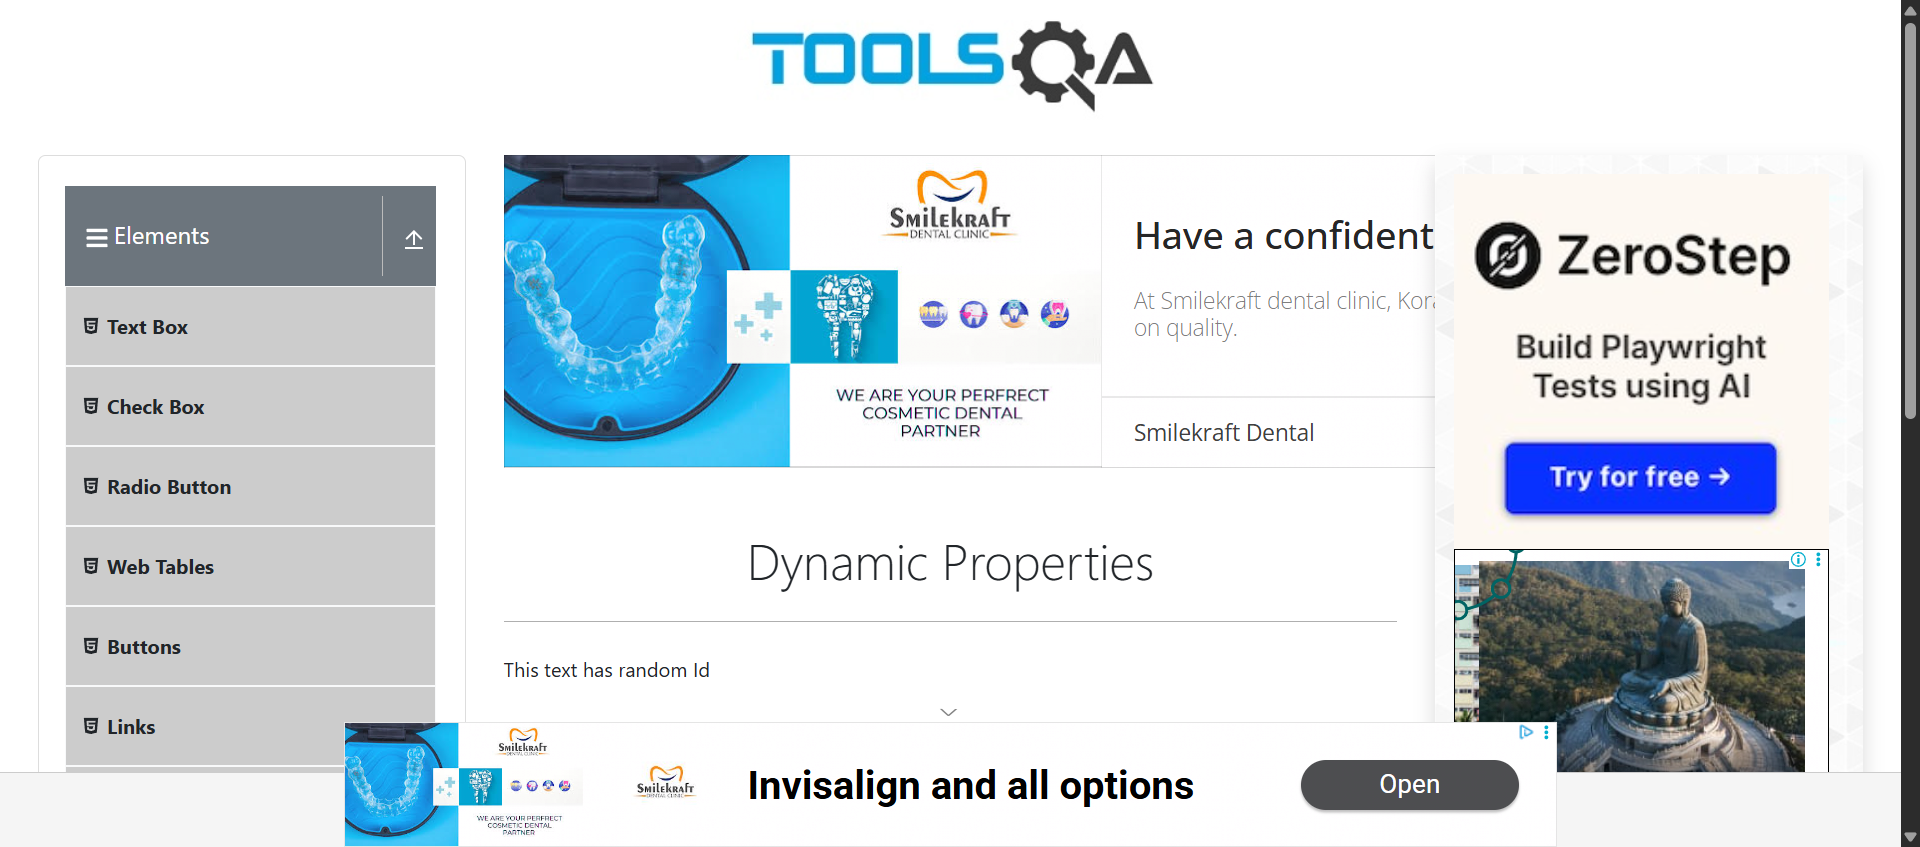 TOOLSQA
Elements
Text Box
Check Box
Radio Button
Web Tables
Buttons
Links
SMILEKRAFT
DENTAL CLINIC
WE ARE YOUR PERFRECT
COSMETIC DENTAL
PARTNER
Have a confident
At Smilekraft dental clinic, Kora
on quality.
Smilekraft Dental
ZeroStep
Build Playwright
Tests using AI
Try for free →
Dynamic Properties
This text has random Id
SMILEKRAFT
DENTAL CLINIC
WE ARE YOUR PERFRECT
COSMETIC DENTAL
PARTNER
SMILEKRAFT
DENTAL CLINIC
Invisalign and all options
Open